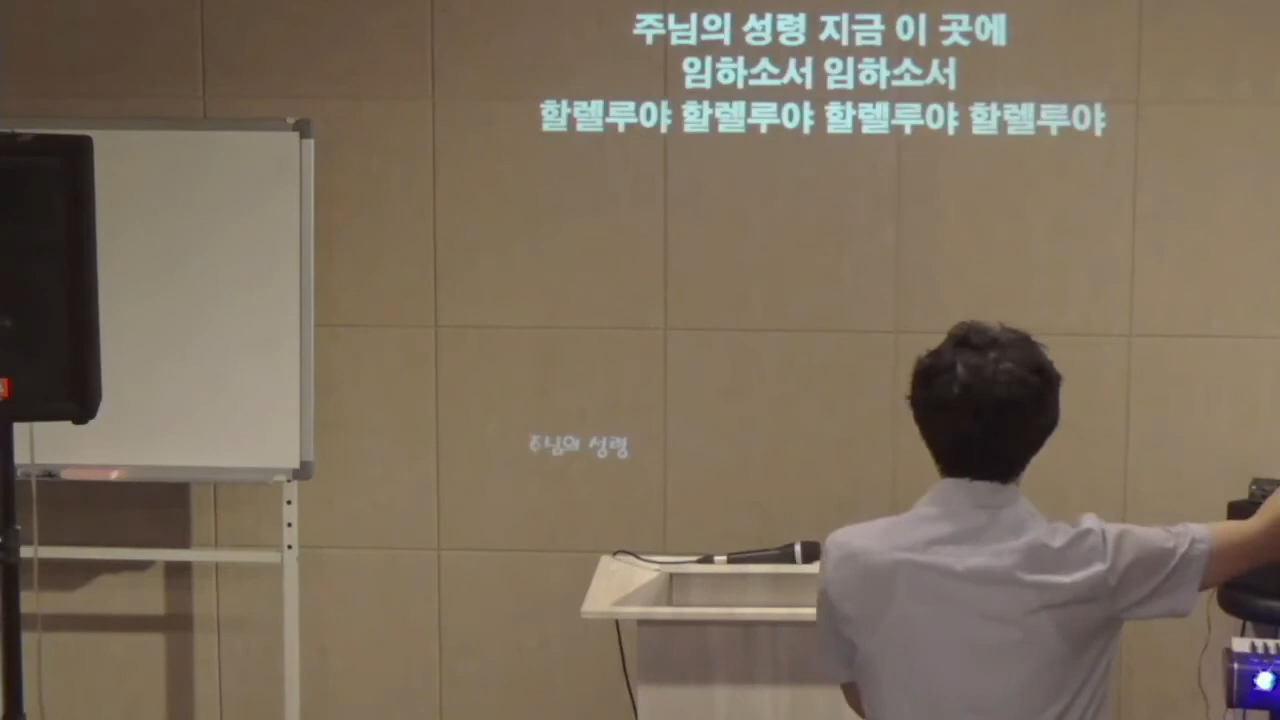 주님의 성령 지금 이 곳에
임하소서 임하소서
할렐루야 할렐루야 할렐루야 할렐루야
주님의 성령